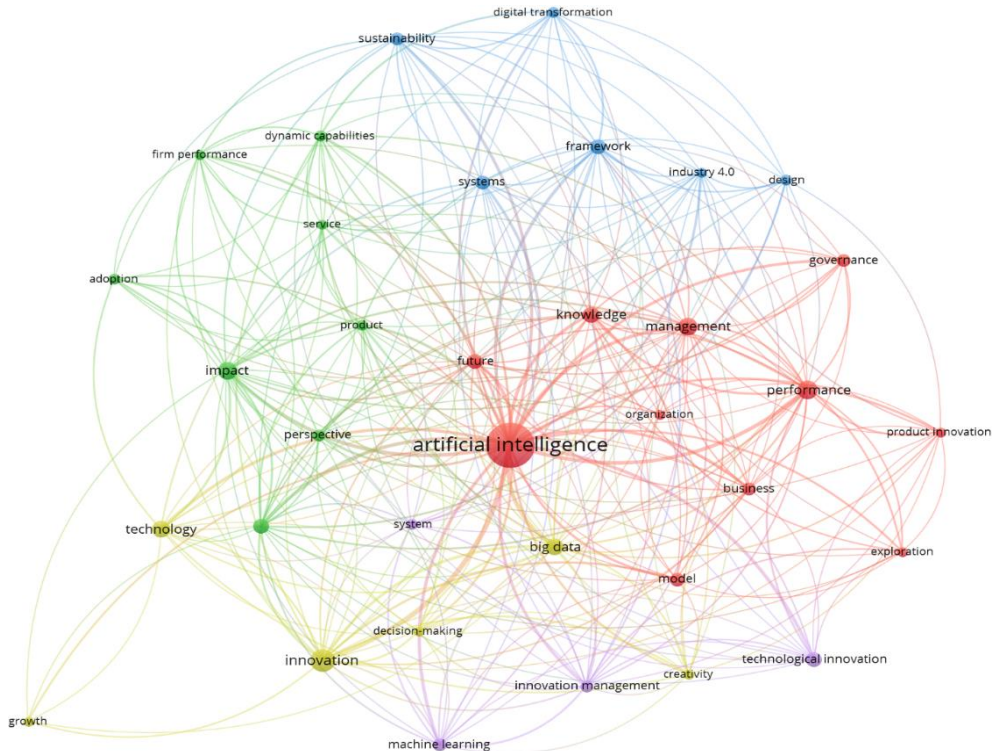 digital transformation
sustainability
dynamic capabilities
firm performance
framework
systems
industry 4.0
design
service
governance
adoption
knowledge
management
product
future
impact
performance
organization
product innovation
perspective
artificial intelligence
business
technology
system
big data
exploration
model
decision-making
innovation
technological innovation
creativity
innovation management
growth
machine learning